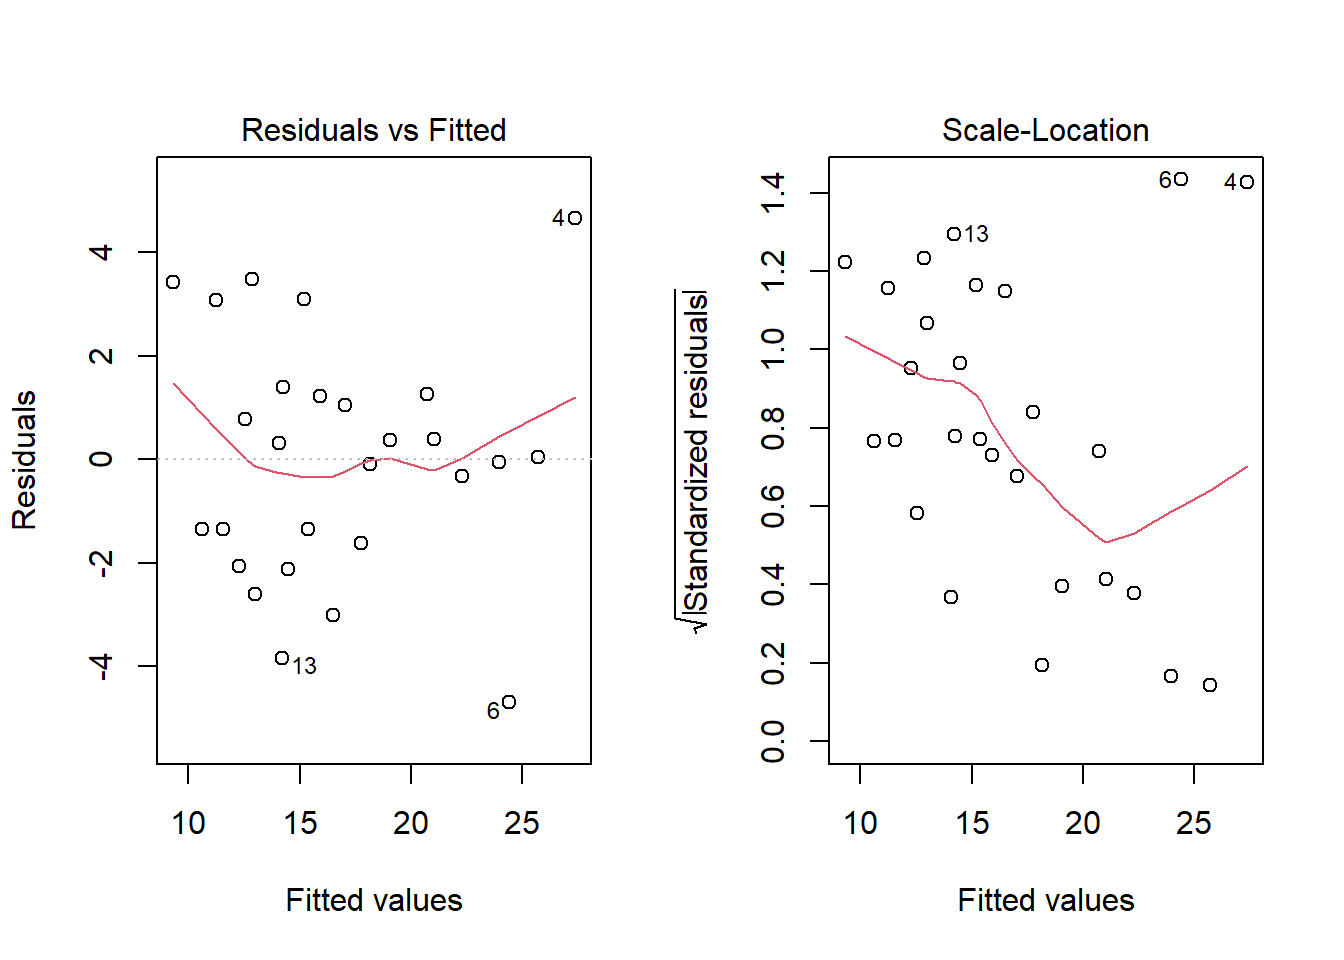 Residuals vs Fitted
Residuals
4
2
0
-2
-4
4
13
6
10 15 20 25
Fitted values
Scale-Location
√|Standardized residuals|
1.4
1.2
1.0
0.8
0.6
0.4
0.2
0.0
6
4
13
10 15 20 25
Fitted values